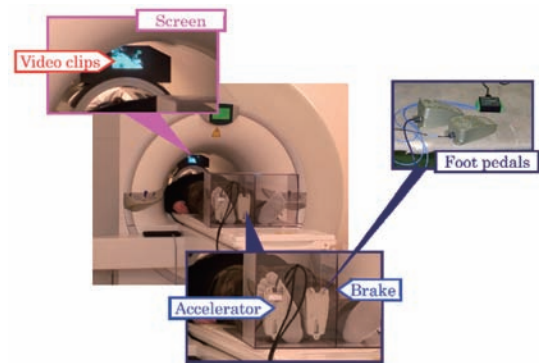 Screen
Video clips
Foot pedals
Accelerator
Brake